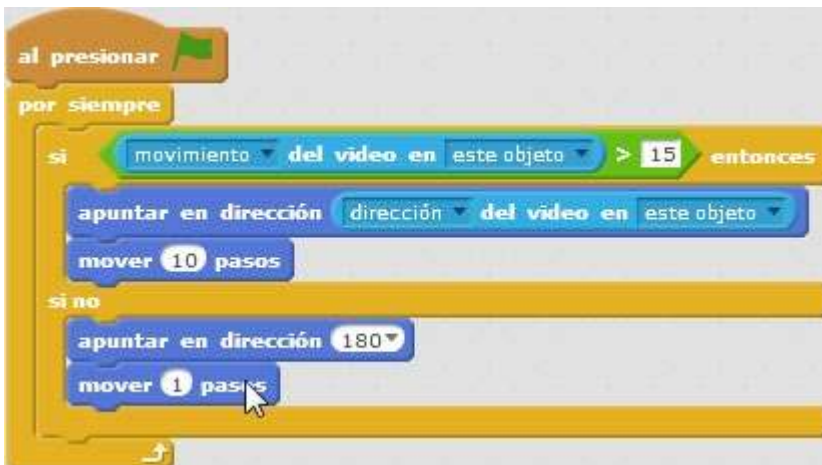 al presionar
por siempre
si movimiento del video en este objeto > 15 entonces
apuntar en dirección dirección del video en este objeto
mover 10 pasos
si no
apuntar en dirección 180
mover 1 pasos